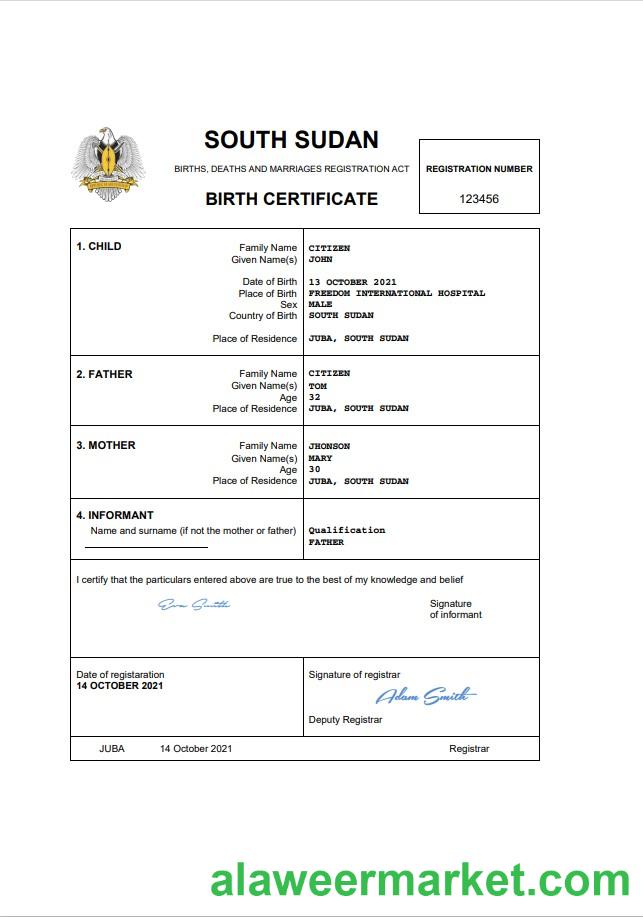 SOUTH SUDAN
BIRTHS, DEATHS AND MARRIAGES REGISTRATION ACT
BIRTH CERTIFICATE
REGISTRATION NUMBER
123456
1. CHILD
Family Name CITIZEN
Given Name(s) JOHN
Date of Birth 13 OCTOBER 2021
Place of Birth FREEDOM INTERNATIONAL HOSPITAL
Sex MALE
Country of Birth SOUTH SUDAN
Place of Residence JUBA, SOUTH SUDAN
2. FATHER
Family Name CITIZEN
Given Name(s) TOM
Age 32
Place of Residence JUBA, SOUTH SUDAN
3. MOTHER
Family Name JHONSON
Given Name(s) MARY
Age 30
Place of Residence JUBA, SOUTH SUDAN
4. INFORMANT
Name and surname (if not the mother or father) Qualification
FATHER
I certify that the particulars entered above are true to the best of my knowledge and belief
Eva Smith
Signature
of informant
Date of registaration
14 OCTOBER 2021
Signature of registrar
Adam Smith
Deputy Registrar
JUBA 14 October 2021 Registrar
alaweermarket.com